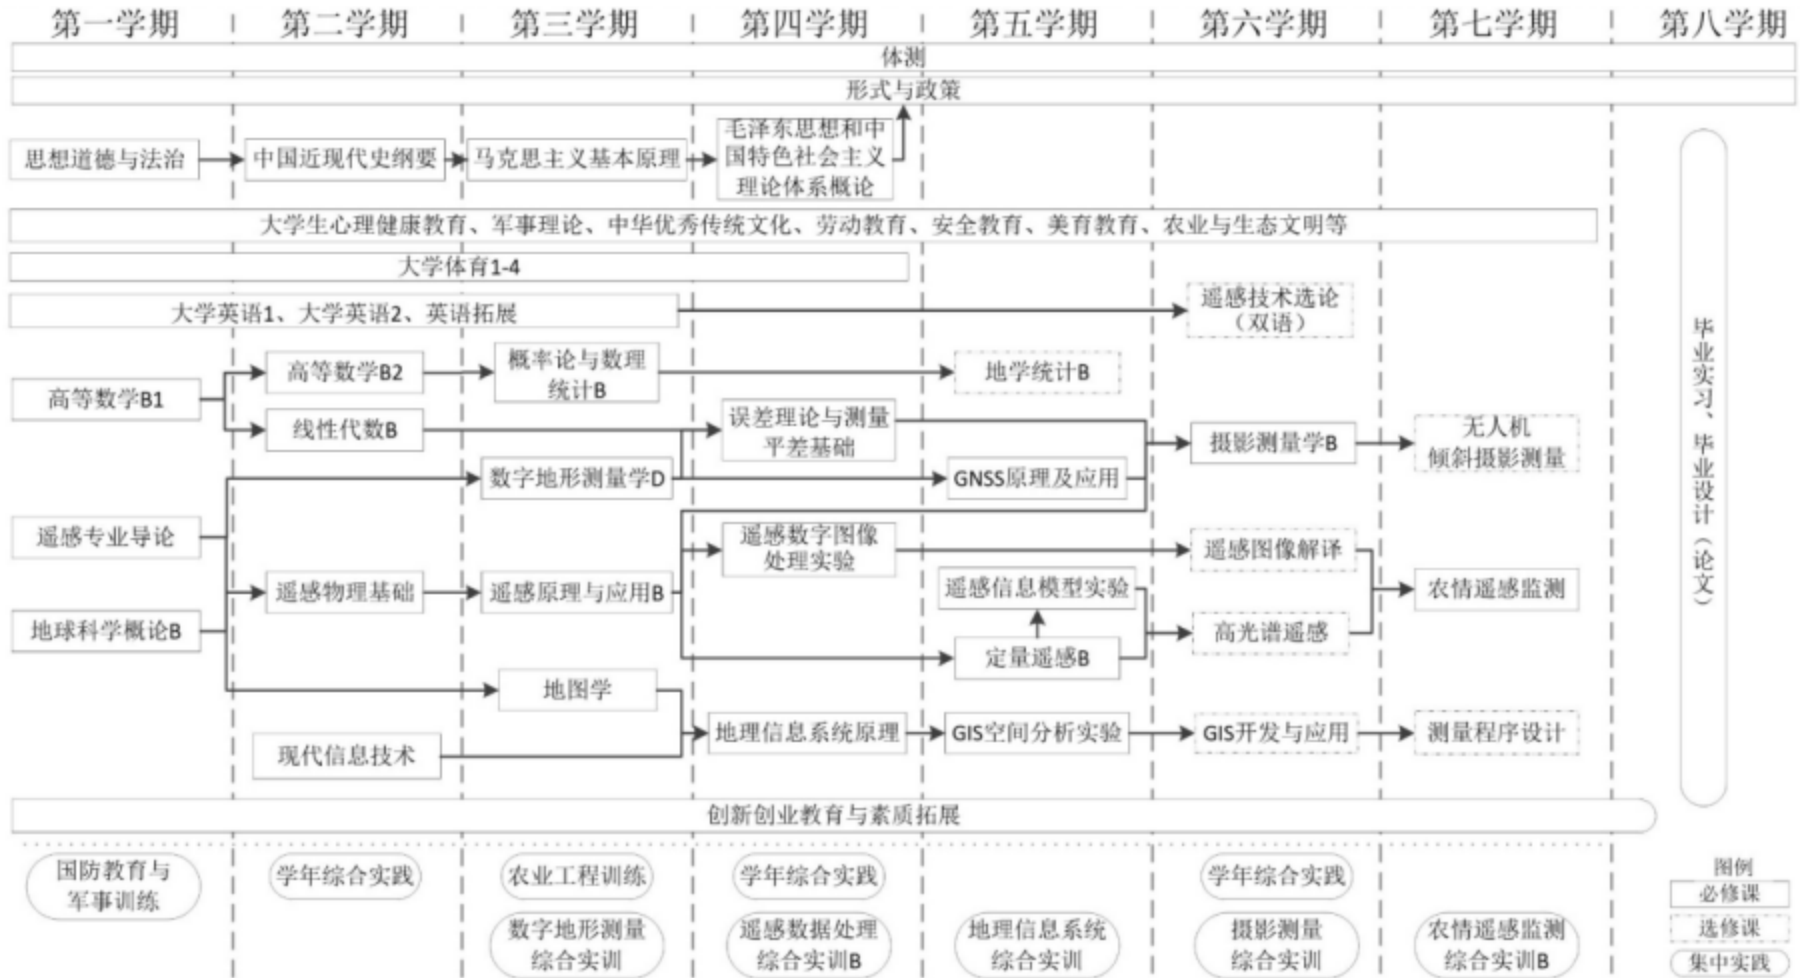 第一学期
第二学期
第三学期
第四学期
第五学期
第六学期
第七学期
第八学期
体测
形式与政策
思想道德与法治
中国近现代史纲要
马克思主义基本原理
毛泽东思想和中
国特色社会主义
理论体系概论
大学生心理健康教育、军事理论、中华优秀传统文化、劳动教育、安全教育、美育教育、农业与生态文明等
大学体育1-4
大学英语1、大学英语2、英语拓展
遥感技术选论
（双语）
高等数学B1
高等数学B2
概率论与数理
统计B
地学统计B
线性代数B
误差理论与测量
平差基础
摄影测量学B
无人机
倾斜摄影测量
数字地形测量学D
GNSS原理及应用
遥感专业导论
遥感数字图像
处理实验
遥感图像解译
遥感物理基础
遥感原理与应用B
遥感信息模型实验
农情遥感监测
地球科学概论B
定量遥感B
高光谱遥感
地图学
现代信息技术
地理信息系统原理
GIS空间分析实验
GIS开发与应用
测量程序设计
毕业实习、毕业设计（论文）
创新创业教育与素质拓展
国防教育与
军事训练
学年综合实践
农业工程训练
学年综合实践
学年综合实践
数字地形测量
综合实训
遥感数据处理
综合实训B
地理信息系统
综合实训
摄影测量
综合实训
农情遥感监测
综合实训B
图例
必修课
选修课
集中实践